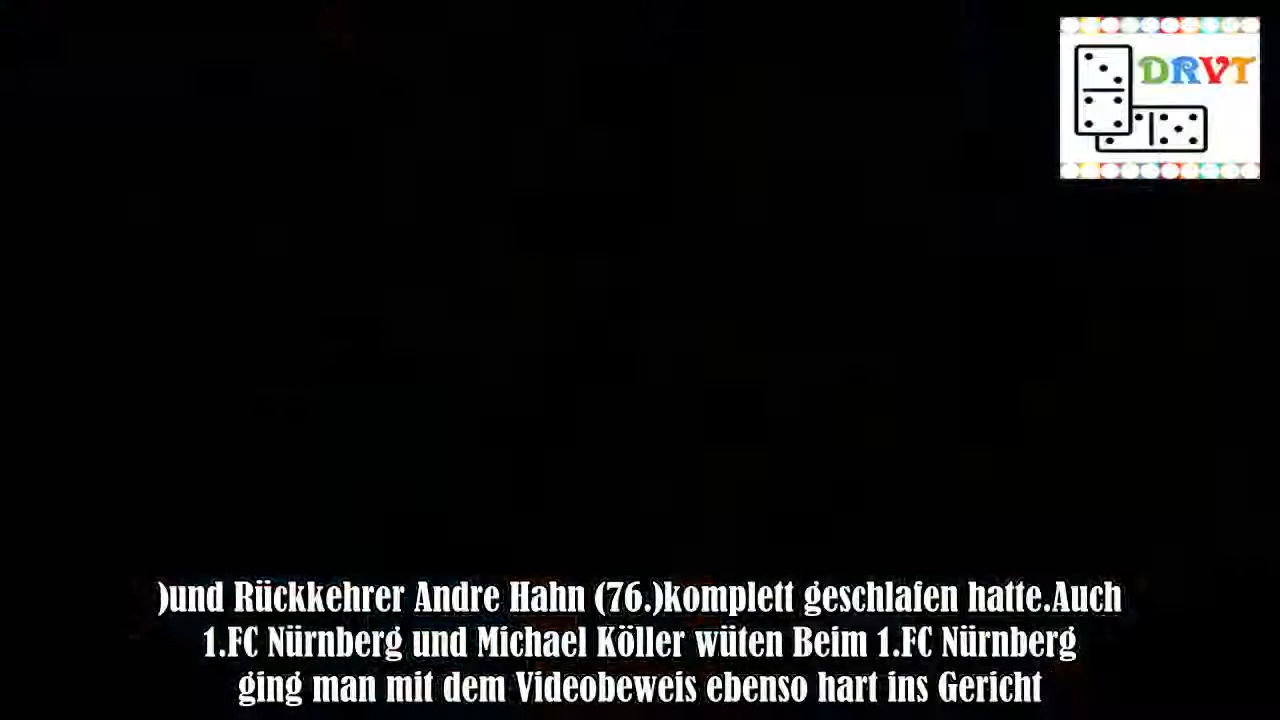 DRVT
)und Rückkehrer Andre Hahn (76.)komplett geschlafen hatte.Auch
1.FC Nürnberg und Michael Köller wüten Beim 1.FC Nürnberg
ging man mit dem Videobeweis ebenso hart ins Gericht